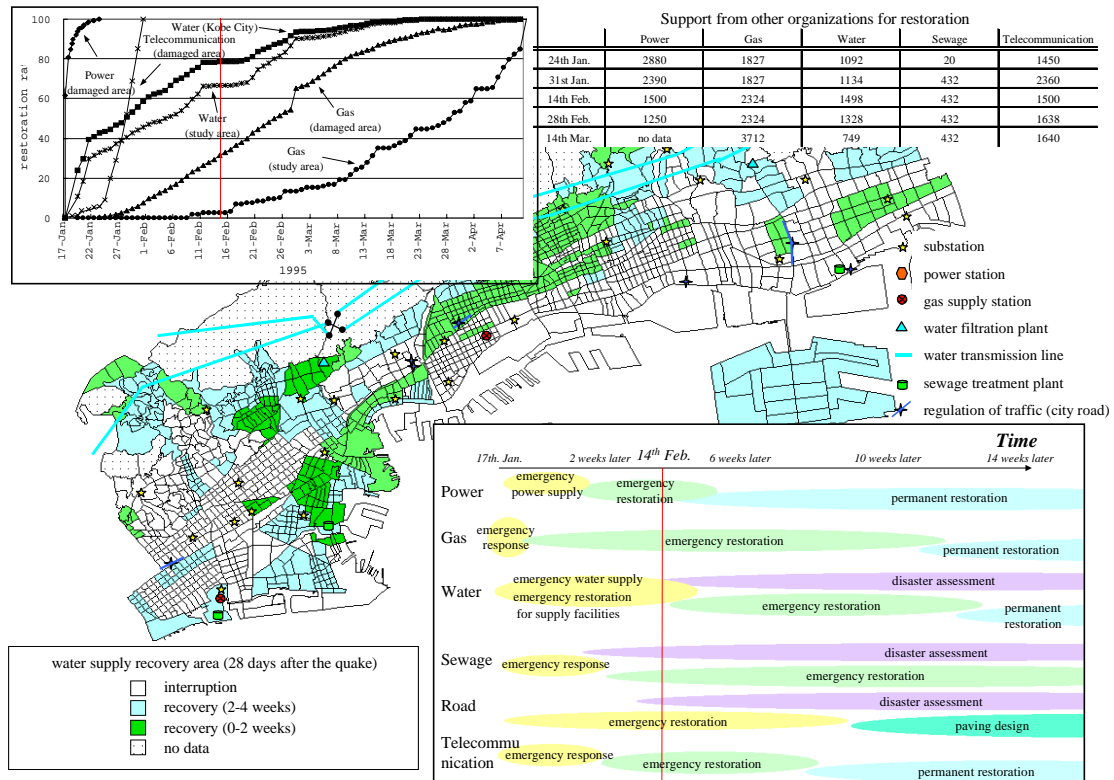 Support from other organizations for restoration
Power Gas Water Sewage Telecommunication
24th Jan. 2880 1827 1092 20 1450
31st Jan. 2390 1827 1134 432 2360
14th Feb. 1500 2324 1498 432 1500
28th Feb. 1250 2324 1328 432 1638
14th Mar. no data 3712 749 432 1640
restoration ra
100
80
60
40
20
0
Water (Kobe City)
Telecommunication
(damaged area)
Power
(damaged area)
Water
(study area)
Gas
(damaged area)
Gas
(study area)
17-Jan 22-Jan 27-Jan 1-Feb 6-Feb 11-Feb 16-Feb 21-Feb 26-Feb 3-Mar 8-Mar 13-Mar 18-Mar 23-Mar 28-Mar 2-Apr 7-Apr
1995
substation
power station
gas supply station
water filtration plant
water transmission line
sewage treatment plant
regulation of traffic (city road)
water supply recovery area (28 days after the quake)
interruption
recovery (2-4 weeks)
recovery (0-2 weeks)
no data
Time
17th. Jan. 2 weeks later 14th Feb. 6 weeks later 10 weeks later 14 weeks later
Power
emergency
power supply
emergency
restoration
permanent restoration
Gas
emergency
response
emergency restoration
permanent restoration
Water
emergency water supply
emergency restoration
for supply facilities
disaster assessment
emergency restoration
permanent
restoration
Sewage
emergency response
disaster assessment
emergency restoration
Road
disaster assessment
emergency restoration
paving design
Telecommu
nication
emergency response
emergency restoration
permanent restoration